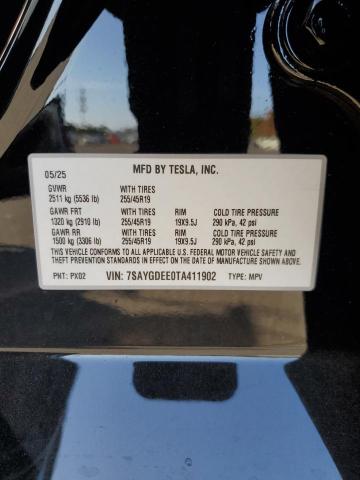 05/25 MFD BY TESLA, INC.
GVWR WITH TIRES
2511 kg (5536 lb) 255/45R19
GAWR FRT WITH TIRES RIM COLD TIRE PRESSURE
1320 kg (2910 lb) 255/45R19 19X9.5J 290 kPa, 42 psi
GAWR RR WITH TIRES RIM COLD TIRE PRESSURE
1500 kg (3306 lb) 255/45R19 19X9.5J 290 kPa, 42 psi
THIS VEHICLE CONFORMS TO ALL APPLICABLE U.S.
FEDERAL MOTOR VEHICLE SAFETY AND
THEFT PREVENTION STANDARDS IN EFFECT ON THE DATE
OF MANUFACTURE SHOWN ABOVE.
PNT: PX02 VIN: 7SAYGDEE0TA411902 TYPE: MPV